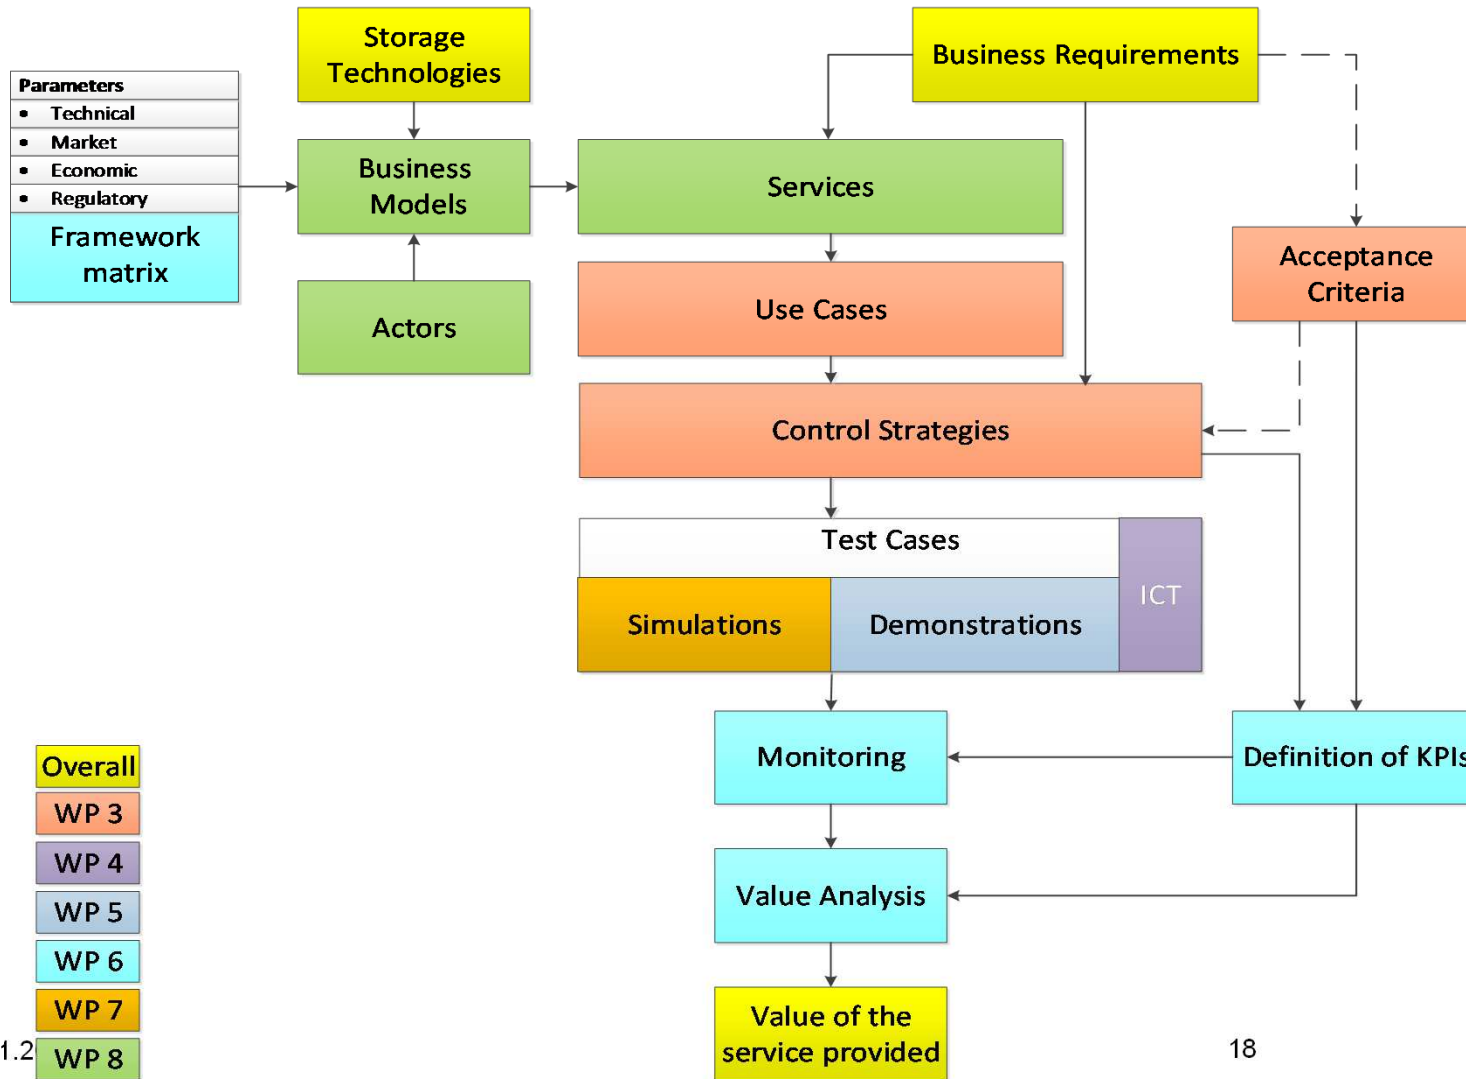 Storage
Technologies
Business Requirements
Parameters
• Technical
• Market
• Economic
• Regulatory
Framework
matrix
Business
Models
Services
Actors
Use Cases
Acceptance
Criteria
Control Strategies
Test Cases
ICT
Simulations
Demonstrations
Monitoring
Definition of KPIs
Value Analysis
Value of the
service provided
Overall
WP 3
WP 4
WP 5
WP 6
WP 7
WP 8
1.2
18